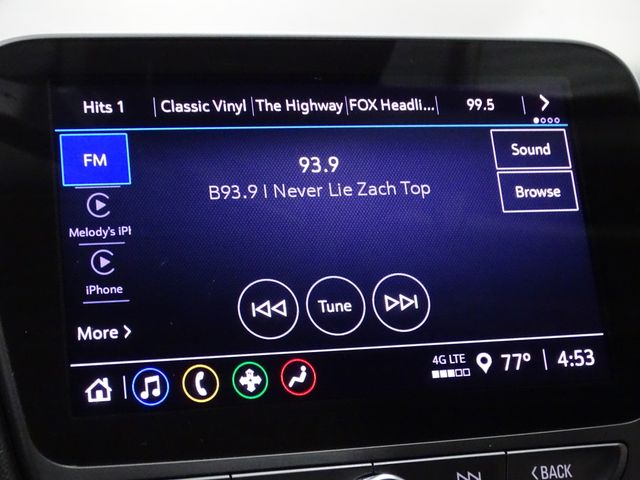 Hits 1 Classic Vinyl The Highway FOX Headli... 99.5 >
FM
93.9
B93.9 I Never Lie Zach Top
Sound
Browse
Melody's iPh
iPhone
Tune
More >
4G LTE
77° 4:53
< BACK